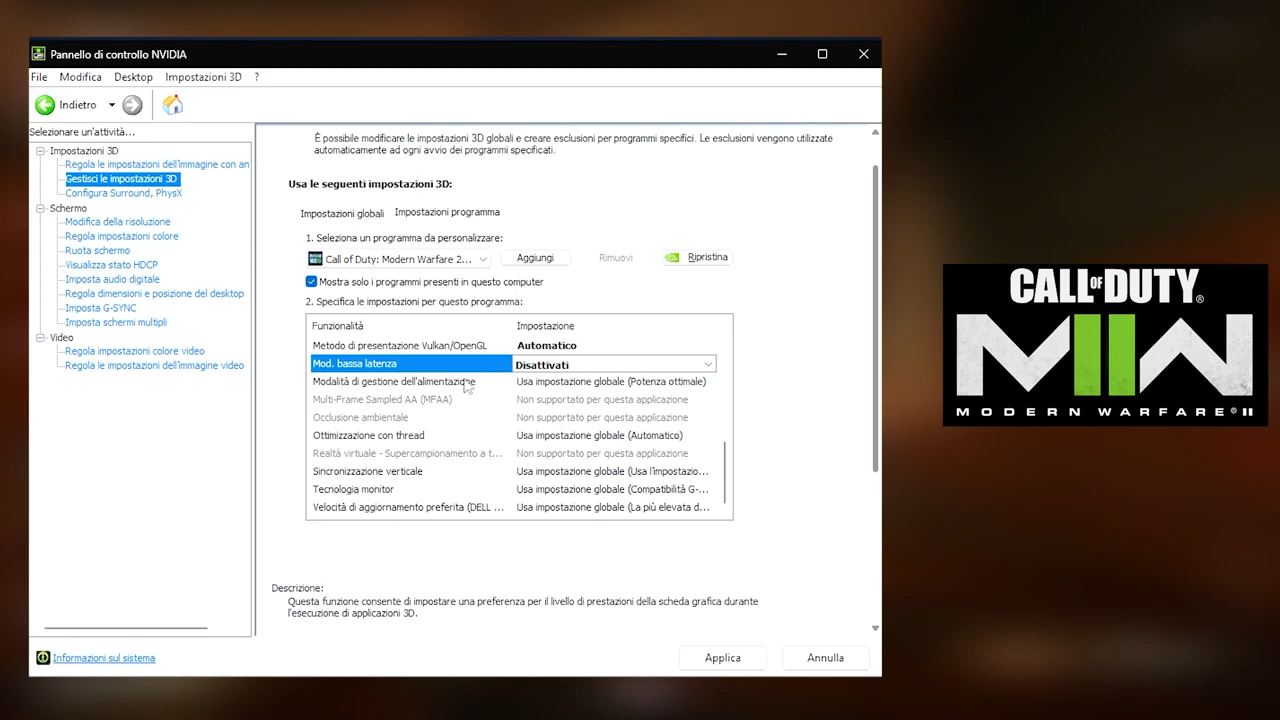 Pannello di controllo NVIDIA
File Modifica Desktop Impostazioni 3D ?
Indietro
Selezionare un'attività...
Impostazioni 3D
Regola le impostazioni dell'immagine con an
Gestisci le impostazioni 3D
Configura Surround, PhysX
Schermo
Modifica della risoluzione
Regola impostazioni colore
Ruota schermo
Visualizza stato HDCP
Imposta audio digitale
Regola dimensioni e posizione del desktop
Imposta G-SYNC
Imposta schermi multipli
Video
Regola impostazioni colore video
Regola le impostazioni dell'immagine video
Informazioni sul sistema
È possibile modificare le impostazioni 3D globali e creare esclusioni per programmi specifici. Le esclusioni vengono utilizzate
automaticamente ad ogni avvio dei programmi specificati.
Usa le seguenti impostazioni 3D:
Impostazioni globali Impostazioni programma
1. Seleziona un programma da personalizzare:
Call of Duty: Modern Warfare 2... Aggiungi Rimuovi Ripristina
Mostra solo i programmi presenti in questo computer
2. Specifica le impostazioni per questo programma:
Funzionalità Impostazione
Metodo di presentazione Vulkan/OpenGL Automatico
Mod. bassa latenza Disattivati
Modalità di gestione dell'alimentazione Usa impostazione globale (Potenza ottimale)
Multi-Frame Sampled AA (MFAA) Non supportato per questa applicazione
Occlusione ambientale Non supportato per questa applicazione
Ottimizzazione con thread Usa impostazione globale (Automatico)
Realtà virtuale - Supercampionamento a t... Non supportato per questa applicazione
Sincronizzazione verticale Usa impostazione globale (Usa l'impostazio...
Tecnologia monitor Usa impostazione globale (Compatibilità G-...
Velocità di aggiornamento preferita (DELL ... Usa impostazione globale (La più elevata d...
Descrizione:
Questa funzione consente di impostare una preferenza per il livello di prestazioni della scheda grafica durante
l'esecuzione di applicazioni 3D.
Applica Annulla
CALL OF DUTY®
MWII
MODERN WARFARE® II